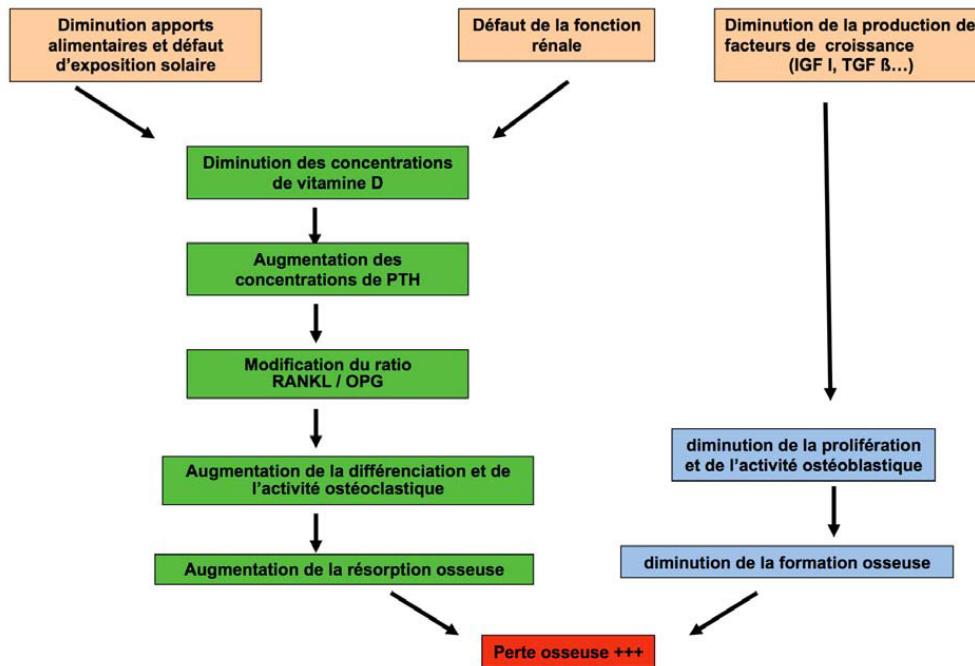 Diminution apports
alimentaires et défaut
d'exposition solaire
Défaut de la fonction
rénale
Diminution de la production de
facteurs de croissance
(IGF I, TGF ß...)
Diminution des concentrations
de vitamine D
Augmentation des
concentrations de PTH
Modification du ratio
RANKL / OPG
Augmentation de la différenciation et de
l'activité ostéoclastique
diminution de la prolifération
et de l'activité ostéoblastique
Augmentation de la résorption osseuse
diminution de la formation osseuse
Perte osseuse +++